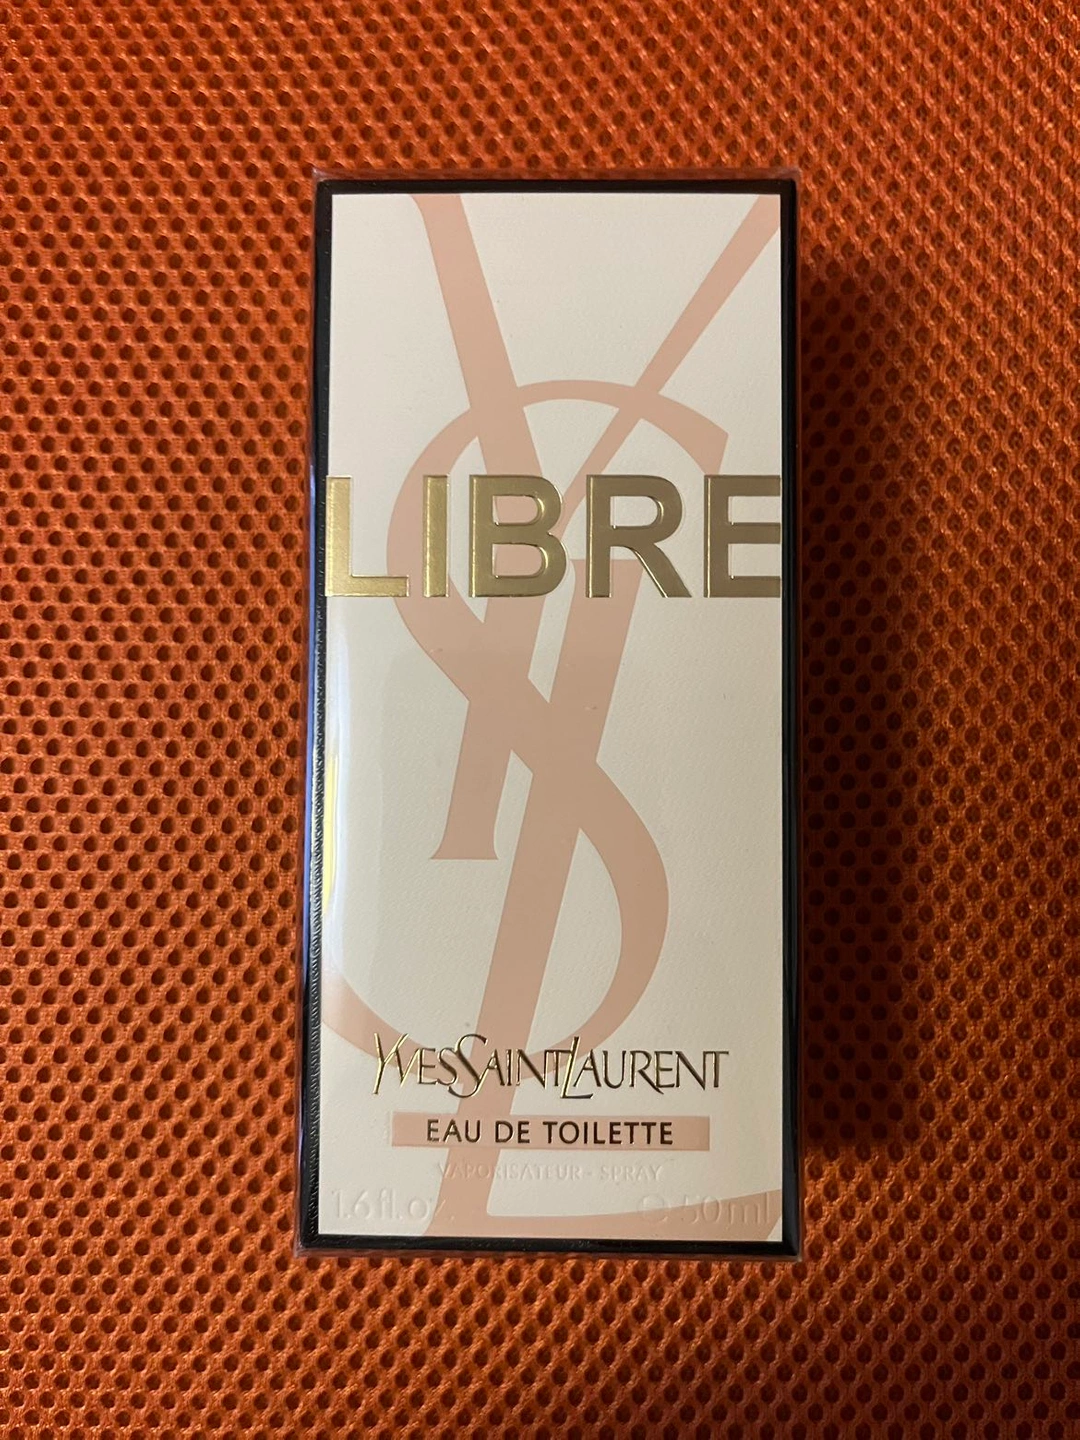 LIBRE
YVESSAINTLAURENT
EAU DE TOILETTE
VAPORISATEUR - SPRAY
1.6 fl. oz. ℮ 50 ml